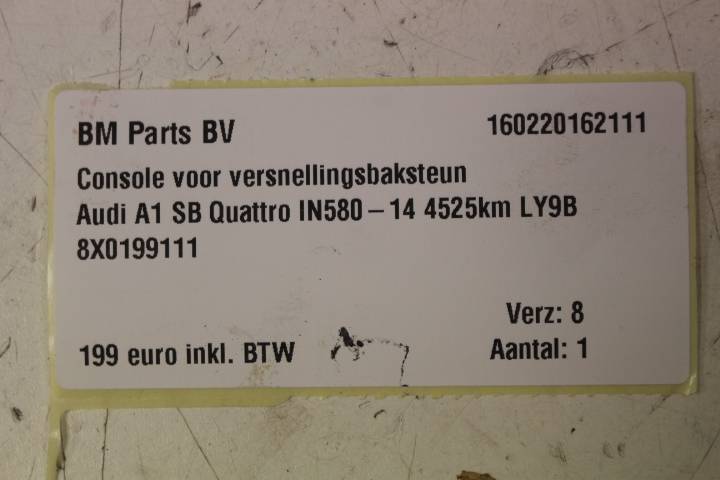 BM Parts BV 160220162111
Console voor versnellingsbaksteun
Audi A1 SB Quattro IN580 – 14 4525km LY9B
8X0199111
Verz: 8
199 euro inkl. BTW Aantal: 1